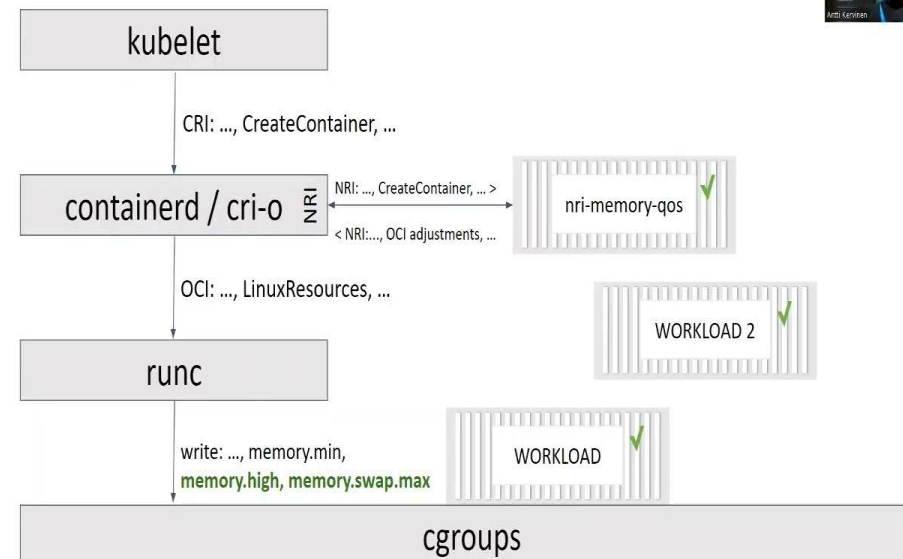 Antti Kervinen
kubelet
CRI: ..., CreateContainer, ...
containerd / cri-o
NRI
NRI: ..., CreateContainer, ... >
< NRI:..., OCI adjustments, ...
nri-memory-qos
OCI: ..., LinuxResources, ...
WORKLOAD 2
runc
write: ..., memory.min,
memory.high, memory.swap.max
WORKLOAD
cgroups